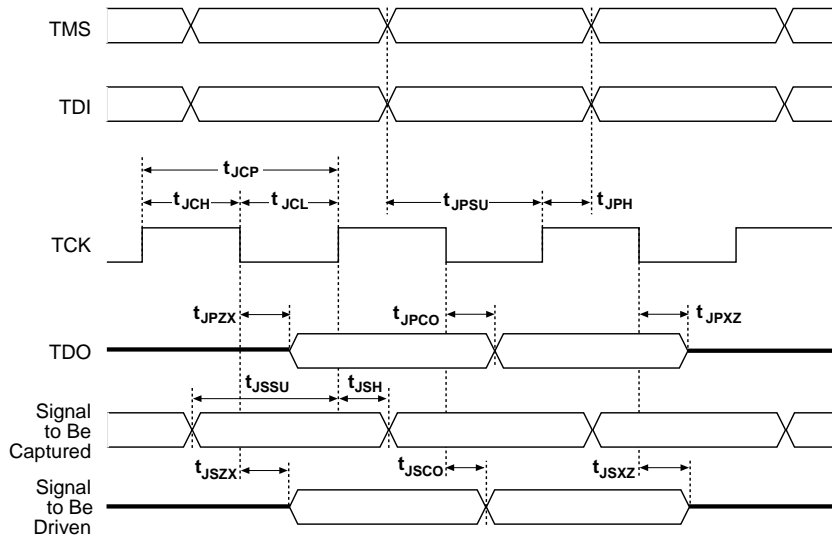 TMS
TDI
tJCP
tJCH
tJCL
tJPSU
tJPH
TCK
tJPZX
tJPCO
tJPXZ
TDO
tJSSU
tJSH
Signal
to Be
Captured
tJSZX
tJSCO
tJSXZ
Signal
to Be
Driven